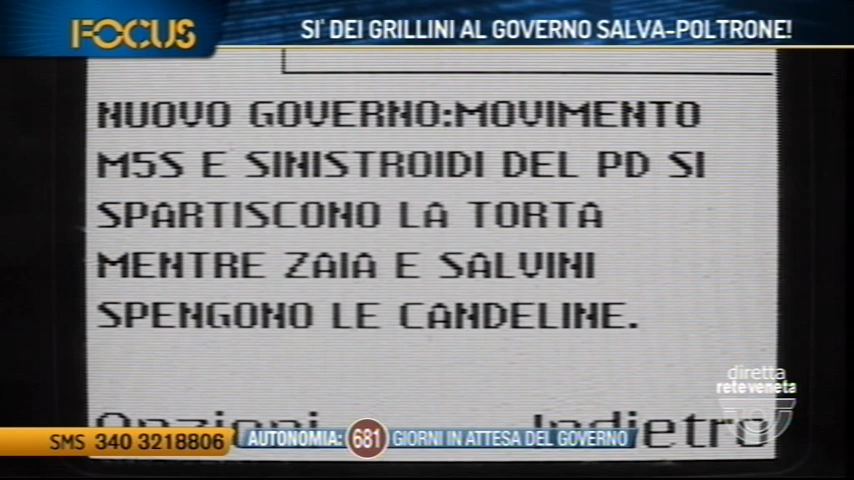 FOCUS
SI' DEI GRILLINI AL GOVERNO SALVA-POLTRONE!
NUOVO GOVERNO:MOVIMENTO
M5S E SINISTROIDI DEL PD SI
SPARTISCONO LA TORTA
MENTRE ZAIA E SALVINI
SPENGONO LE CANDELINE.
diretta
reteveneta
Opzioni Indietro
SMS 340 3218806
AUTONOMIA: 681 GIORNI IN ATTESA DEL GOVERNO